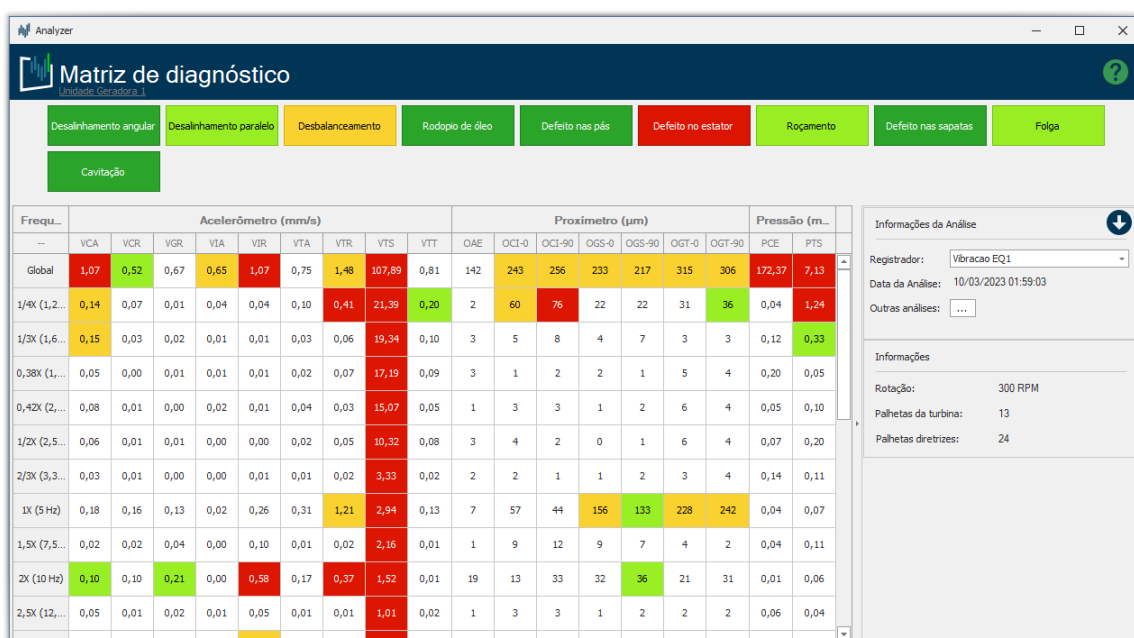 Analyzer
Matriz de diagnóstico
Unidade Geradora 1
Desalinhamento angular Desalinhamento paralelo Desbalanceamento Rodopio de óleo Defeito nas pás Defeito no estator Roçamento Defeito nas sapatas Folga
Cavitação
Frequ... Acelerômetro (mm/s) Proxímetro (µm) Pressão (m...
-- VCA VCR VGR VIA VIR VTA VTR VTS VTT OAE OCI-0 OCI-90 OGS-0 OGS-90 OGT-0 OGT-90 PCE PTS
Global 1,07 0,52 0,67 0,65 1,07 0,75 1,48 107,89 0,81 142 243 256 233 217 315 306 172,37 7,13
1/4X (1,2... 0,14 0,07 0,01 0,04 0,04 0,10 0,41 21,39 0,20 2 60 76 22 22 31 36 0,04 1,24
1/3X (1,6... 0,15 0,03 0,02 0,01 0,01 0,03 0,06 19,34 0,10 3 5 8 4 7 3 3 0,12 0,33
0,38X (1,... 0,05 0,00 0,01 0,01 0,01 0,02 0,07 17,19 0,09 3 1 2 2 1 5 4 0,20 0,05
0,42X (2,... 0,08 0,01 0,00 0,02 0,01 0,04 0,03 15,07 0,05 1 3 3 1 2 6 4 0,05 0,10
1/2X (2,5... 0,06 0,01 0,01 0,00 0,00 0,02 0,05 10,32 0,08 3 4 2 0 1 6 4 0,07 0,20
2/3X (3,3... 0,03 0,01 0,00 0,00 0,01 0,01 0,02 3,33 0,02 2 2 1 1 2 3 4 0,14 0,11
1X (5 Hz) 0,18 0,16 0,13 0,02 0,26 0,31 1,21 2,94 0,13 7 57 44 156 133 228 242 0,04 0,07
1,5X (7,5... 0,02 0,02 0,04 0,00 0,10 0,01 0,02 2,16 0,01 1 9 12 9 7 4 2 0,04 0,11
2X (10 Hz) 0,10 0,10 0,21 0,00 0,58 0,17 0,37 1,52 0,01 19 13 33 32 36 21 31 0,01 0,06
2,5X (12,... 0,05 0,01 0,02 0,01 0,05 0,01 0,01 1,01 0,02 1 3 3 1 2 2 2 0,06 0,04
Informações da Análise
Registrador: Vibracao EQ1
Data da Análise: 10/03/2023 01:59:03
Outras análises: ...
Informações
Rotação: 300 RPM
Palhetas da turbina: 13
Palhetas diretrizes: 24